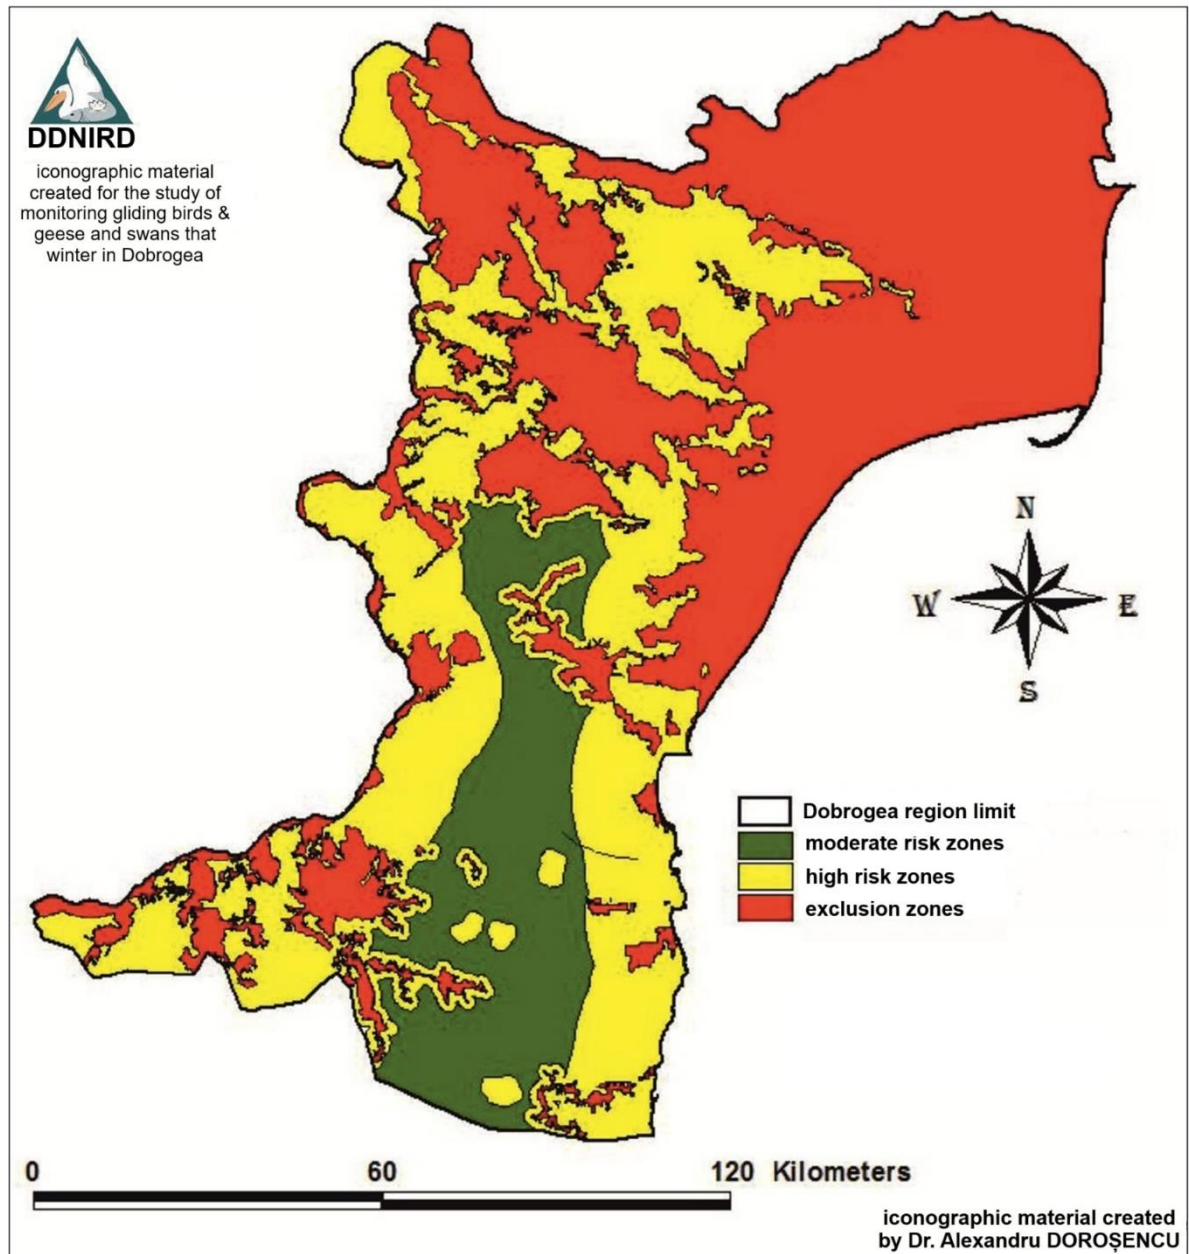 DDNIRD
iconographic material
created for the study of
monitoring gliding birds &
geese and swans that
winter in Dobrogea
N
W
E
S
Dobrogea region limit
moderate risk zones
high risk zones
exclusion zones
0 60 120 Kilometers
iconographic material created
by Dr. Alexandru DOROȘENCU